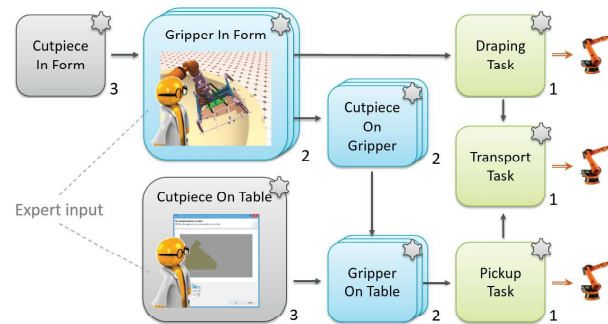 Cutpiece
In Form
3
Gripper In Form
2
Draping
Task
1
Cutpiece
On
Gripper
2
Transport
Task
1
Expert input
Cutpiece On Table
3
Gripper
On Table
2
Pickup
Task
1